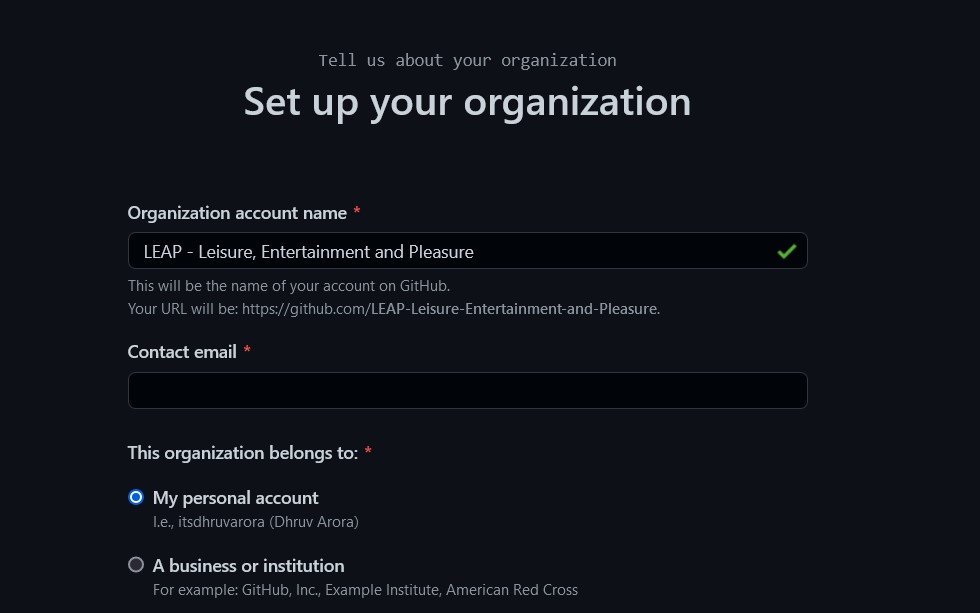 Tell us about your organization
Set up your organization
Organization account name *
LEAP - Leisure, Entertainment and Pleasure
This will be the name of your account on GitHub.
Your URL will be: https://github.com/LEAP-Leisure-Entertainment-and-Pleasure.
Contact email *
This organization belongs to: *
My personal account
I.e., itsdhruvarora (Dhruv Arora)
A business or institution
For example: GitHub, Inc., Example Institute, American Red Cross